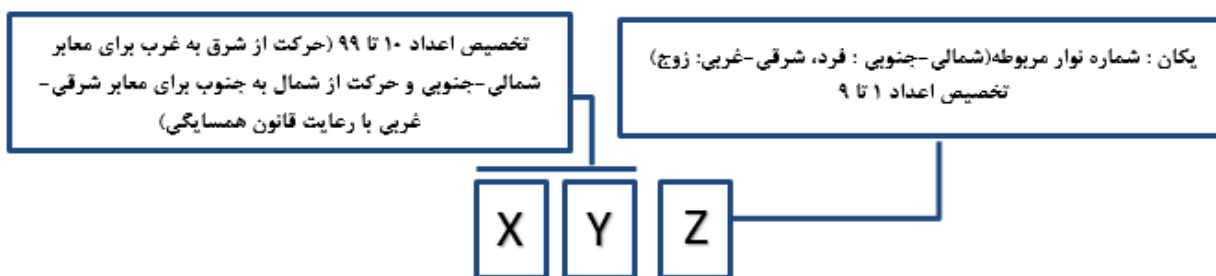 یکان : شماره نوار مربوطه(شمالی-جنوبی : فرد، شرقی-غربی: زوج)
تخصیص اعداد ۱ تا ۹
تخصیص اعداد ۱۰ تا ۹۹ (حرکت از شرق به غرب برای معابر
شمالی-جنوبی و حرکت از شمال به جنوب برای معابر شرقی-
غربی با رعایت قانون همسایگی)
X Y Z